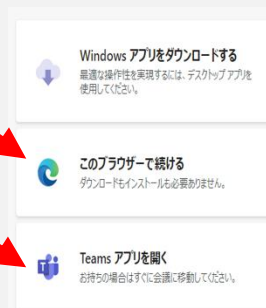 Windows アプリをダウンロードする
最適な操作性を実現するには、デスクトップ アプリを
使用してください。
このブラウザーで続ける
ダウンロードもインストールも必要ありません。
Teams アプリを開く
お持ちの場合はすぐに会議に移動してください。